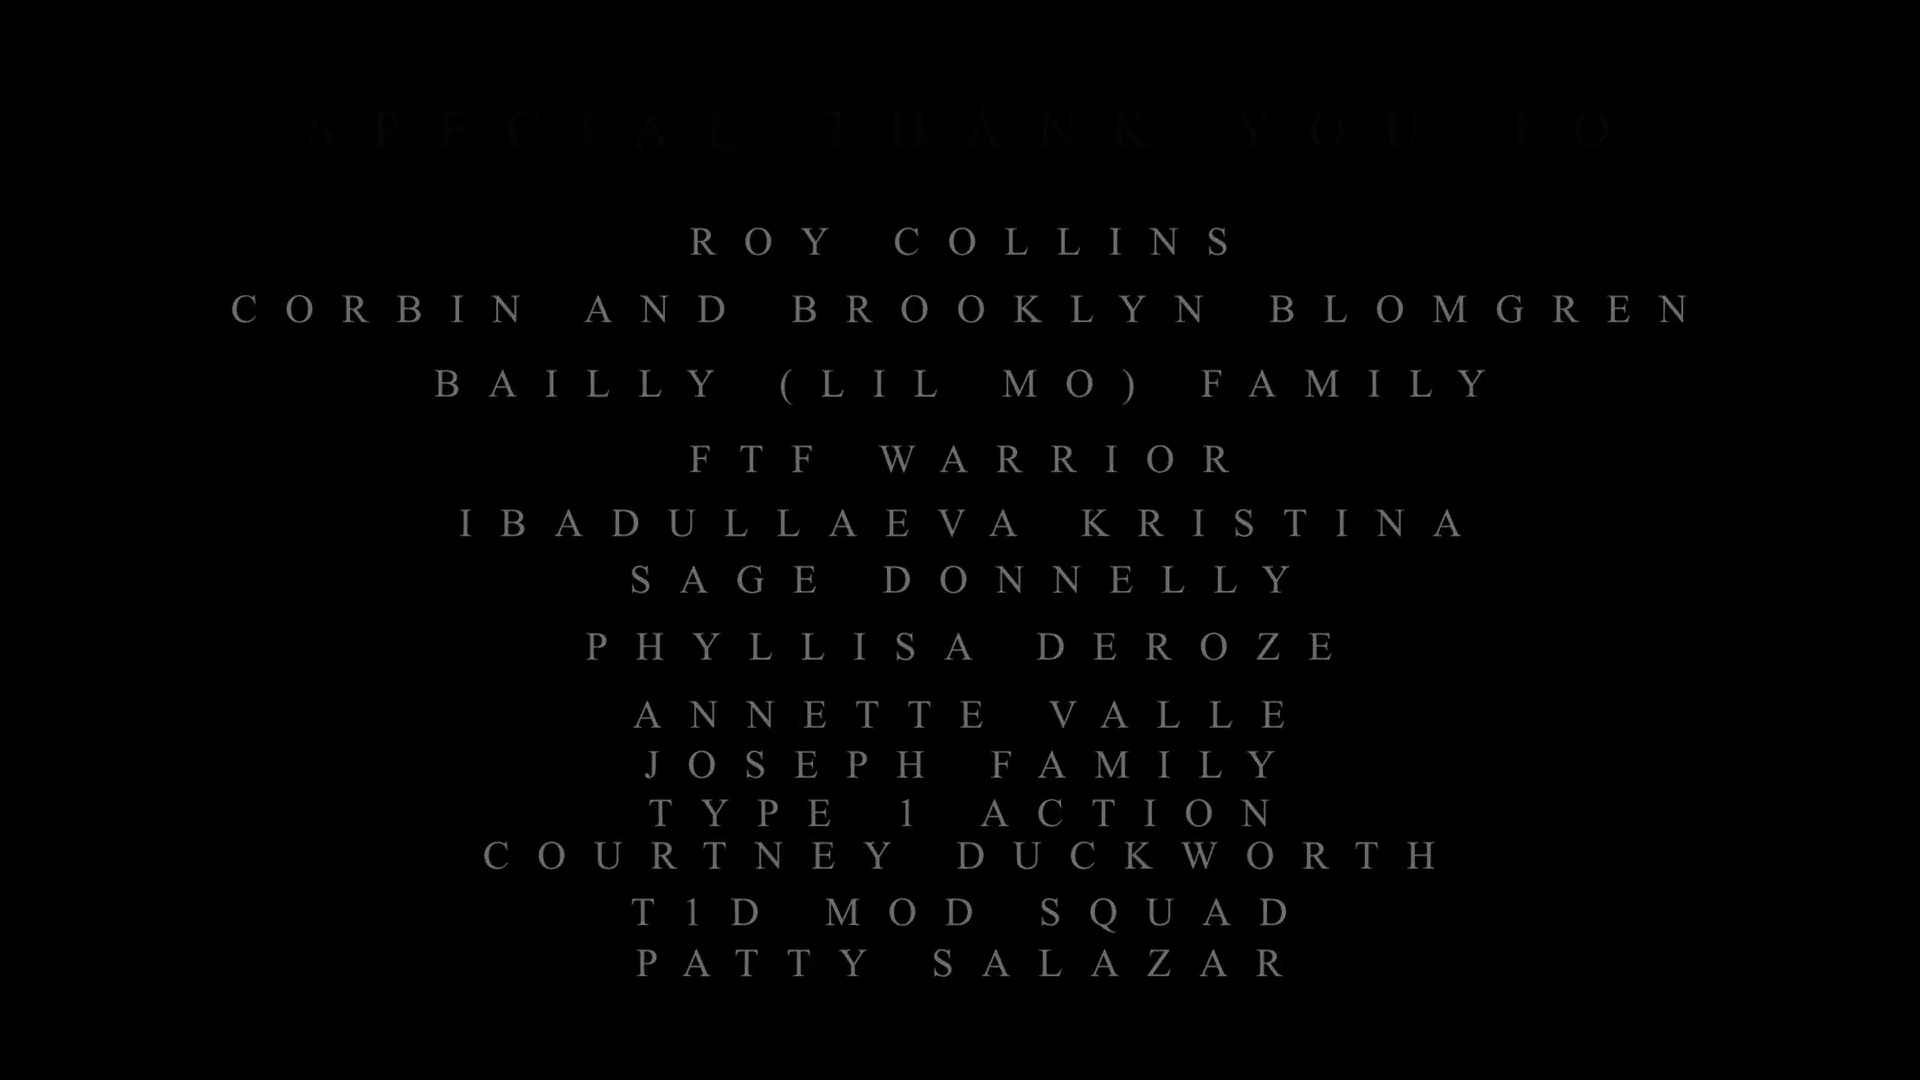 SPECIAL THANK YOU TO
ROY COLLINS
CORBIN AND BROOKLYN BLOMGREN
BAILLY (LIL MO) FAMILY
FTF WARRIOR
IBADULLAEVA KRISTINA
SAGE DONNELLY
PHYLLISA DEROZE
ANNETTE VALLE
JOSEPH FAMILY
TYPE 1 ACTION
COURTNEY DUCKWORTH
T1D MOD SQUAD
PATTY SALAZAR